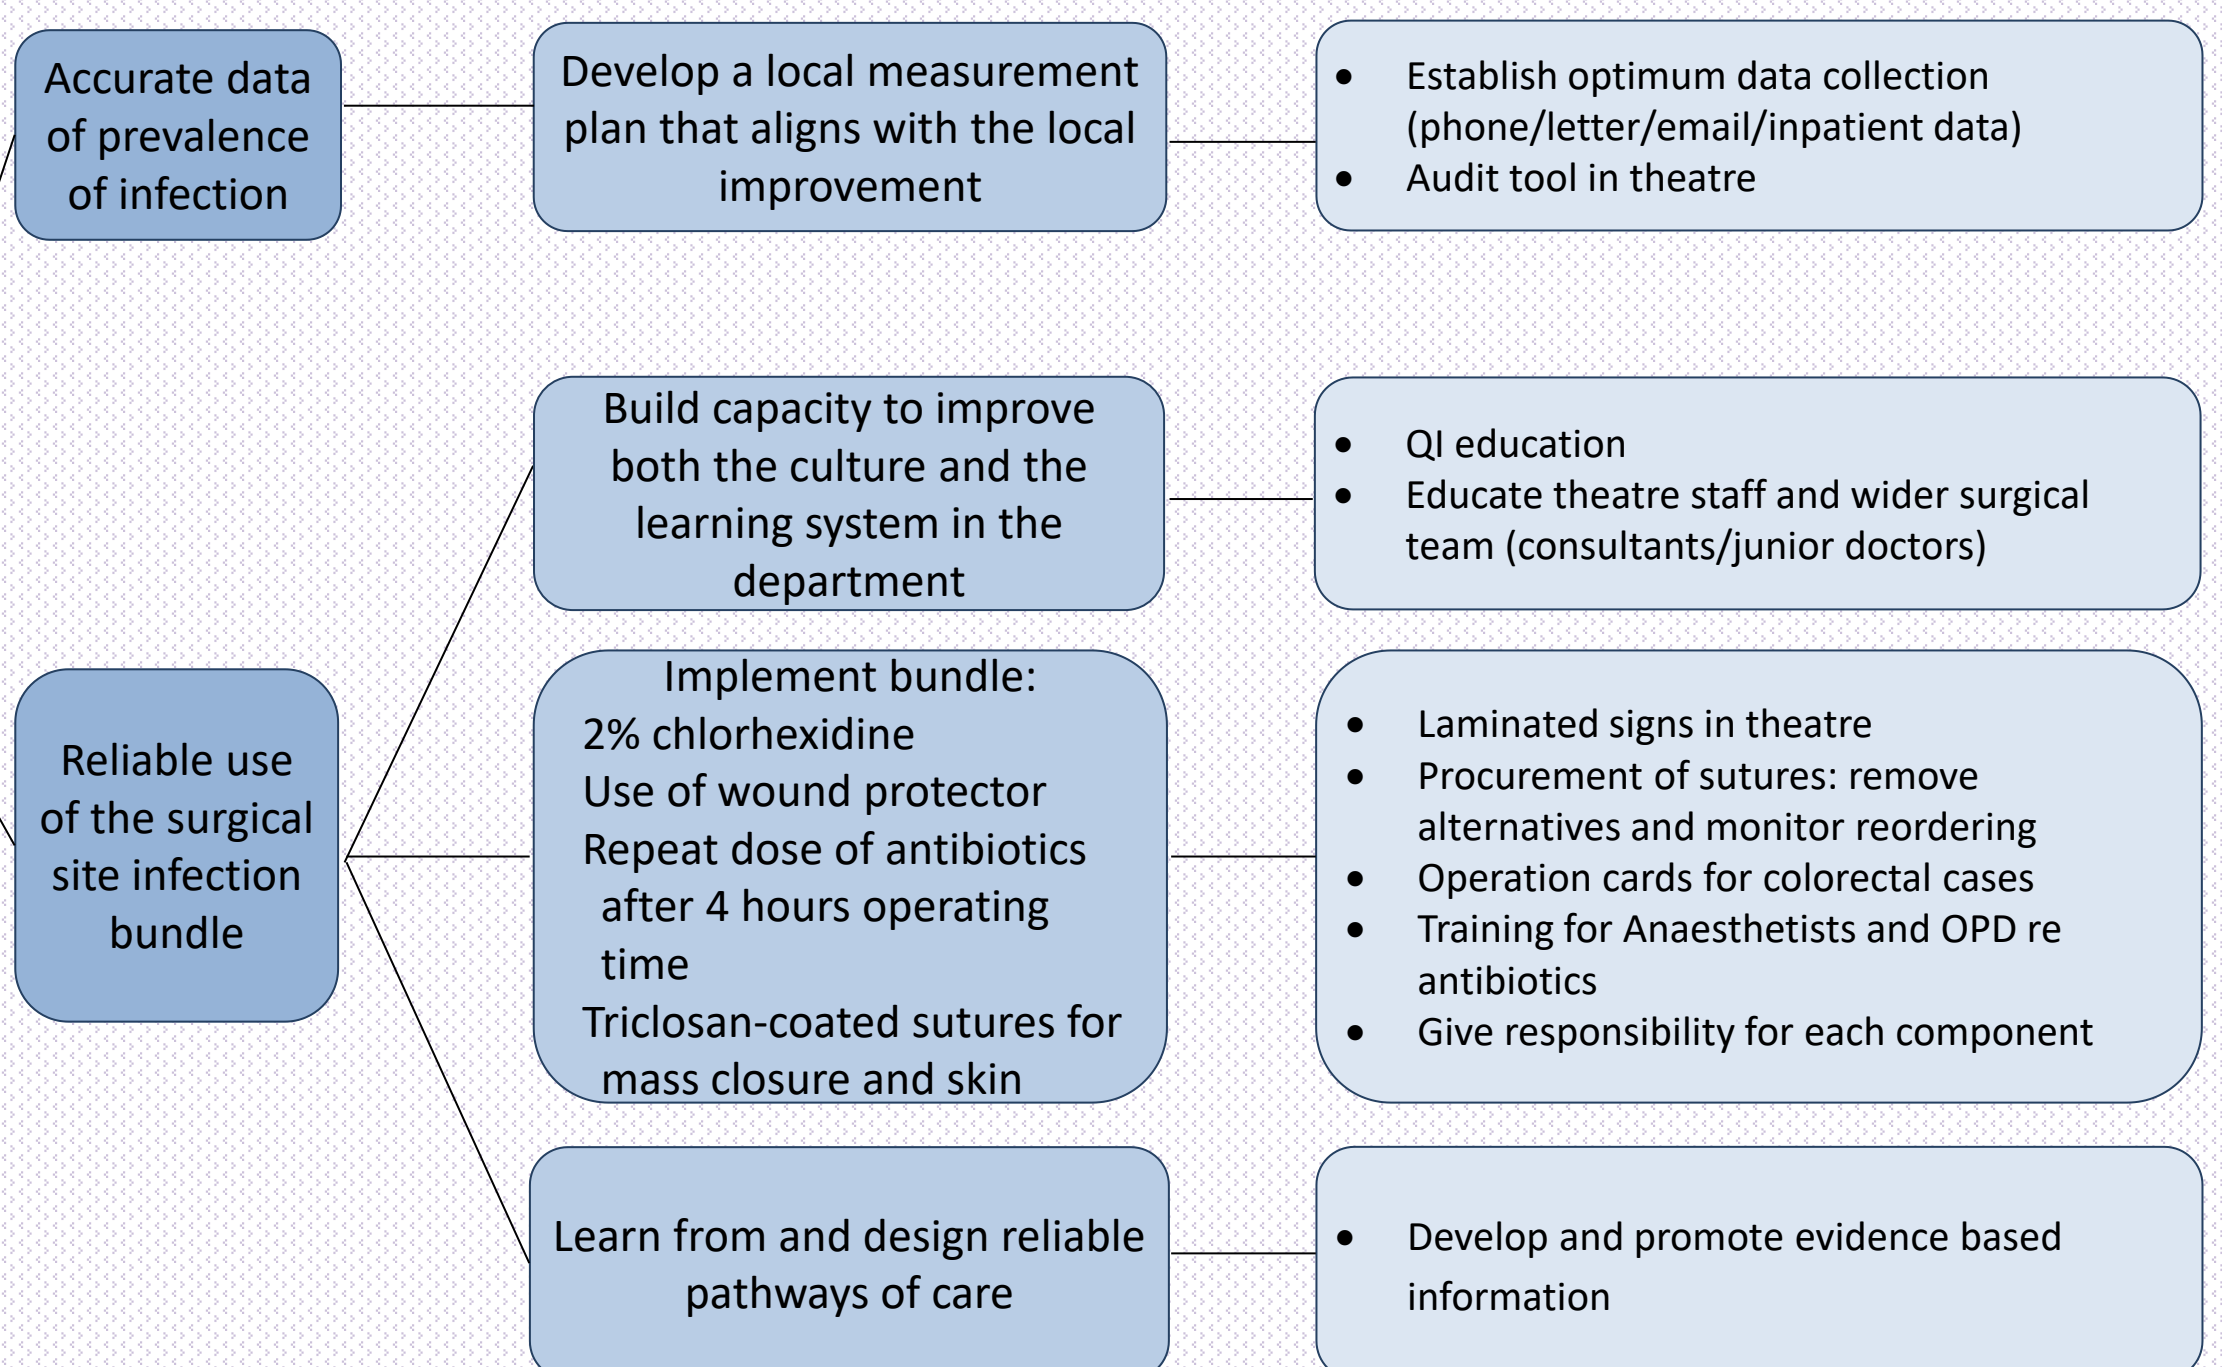 Accurate data
of prevalence
of infection
Develop a local measurement
plan that aligns with the local
improvement
• Establish optimum data collection
(phone/letter/email/inpatient data)
• Audit tool in theatre
Reliable use
of the surgical
site infection
bundle
Build capacity to improve
both the culture and the
learning system in the
department
• QI education
• Educate theatre staff and wider surgical
team (consultants/junior doctors)
Implement bundle:
2% chlorhexidine
Use of wound protector
Repeat dose of antibiotics
after 4 hours operating
time
Triclosan-coated sutures for
mass closure and skin
• Laminated signs in theatre
• Procurement of sutures: remove
alternatives and monitor reordering
• Operation cards for colorectal cases
• Training for Anaesthetists and OPD re
antibiotics
• Give responsibility for each component
Learn from and design reliable
pathways of care
• Develop and promote evidence based
information